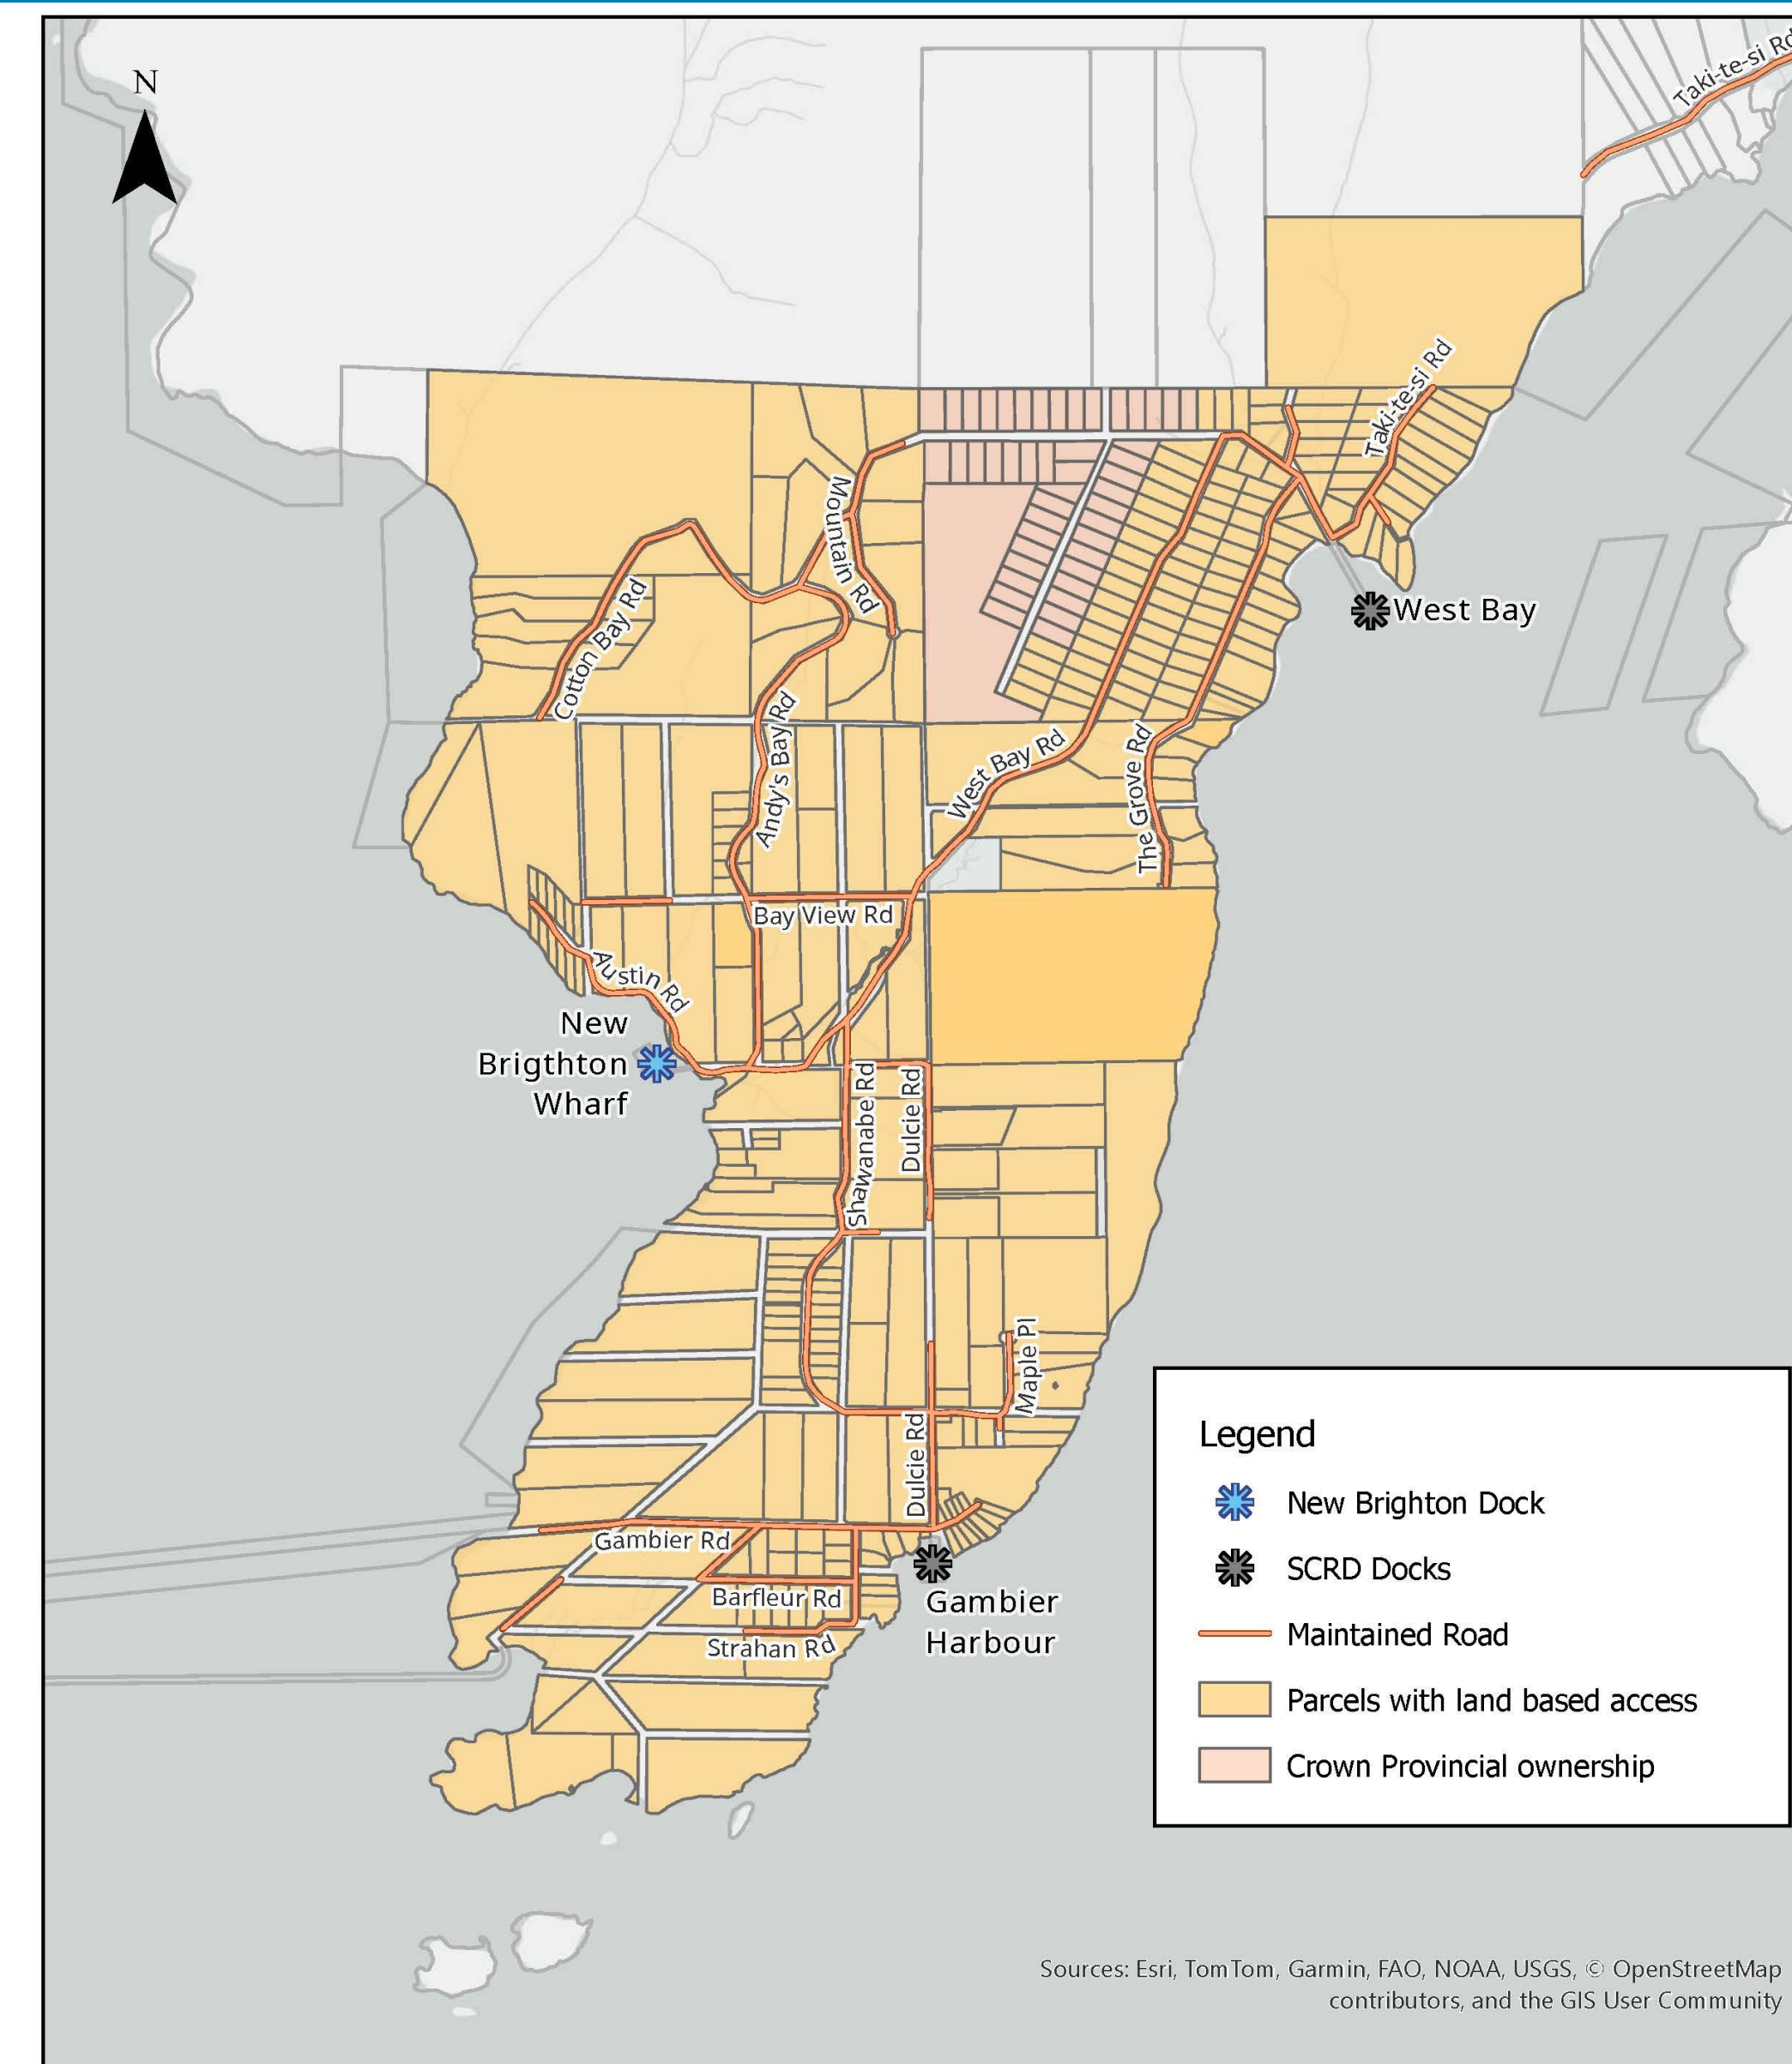 N
Taki-te-si Rd
Taki-te-si Rd
Mountain Rd
Cotton Bay Rd
West Bay
Andy's Bay Rd
West Bay Rd
The Grove Rd
Bay View Rd
Austin Rd
New
Brigthton
Wharf
Shawanabe Rd
Dulcie Rd
Maple Pl
Dulcie Rd
Gambier Rd
Barfleur Rd
Strahan Rd
Gambier
Harbour
Legend
New Brighton Dock
SCRD Docks
Maintained Road
Parcels with land based access
Crown Provincial ownership
Sources: Esri, TomTom, Garmin, FAO, NOAA, USGS, © OpenStreetMap
contributors, and the GIS User Community